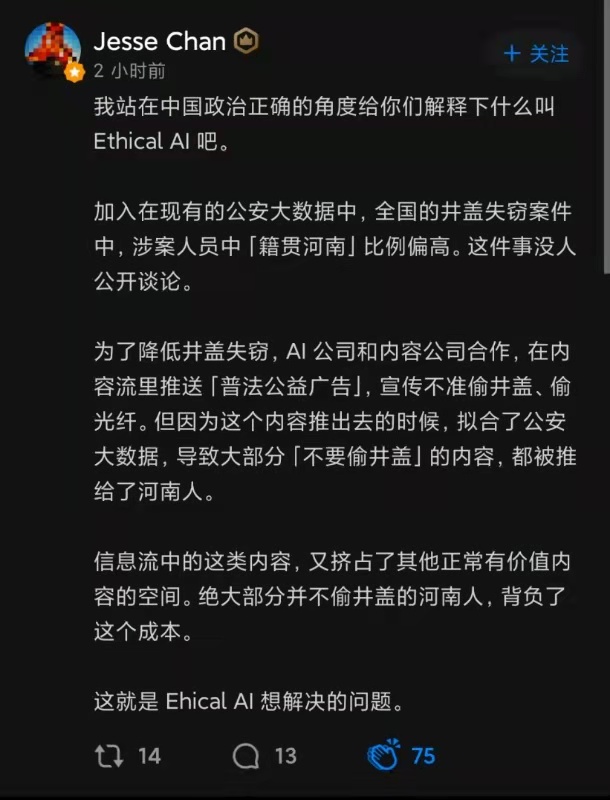 Jesse Chan
2 小时前
+ 关注
我站在中国政治正确的角度给你们解释下什么叫
Ethical AI 吧。
加入在现有的公安大数据中，全国的井盖失窃案件
中，涉案人员中「籍贯河南」比例偏高。这件事没人
公开谈论。
为了降低井盖失窃，AI 公司和内容公司合作，在内
容流里推送「普法公益广告」，宣传不准偷井盖、偷
光纤。但因为这个内容推出去的时候，拟合了公安
大数据，导致大部分「不要偷井盖」的内容，都被推
给了河南人。
信息流中的这类内容，又挤占了其他正常有价值内
容的空间。绝大部分并不偷井盖的河南人，背负了
这个成本。
这就是 Ehical AI 想解决的问题。
14 13 75